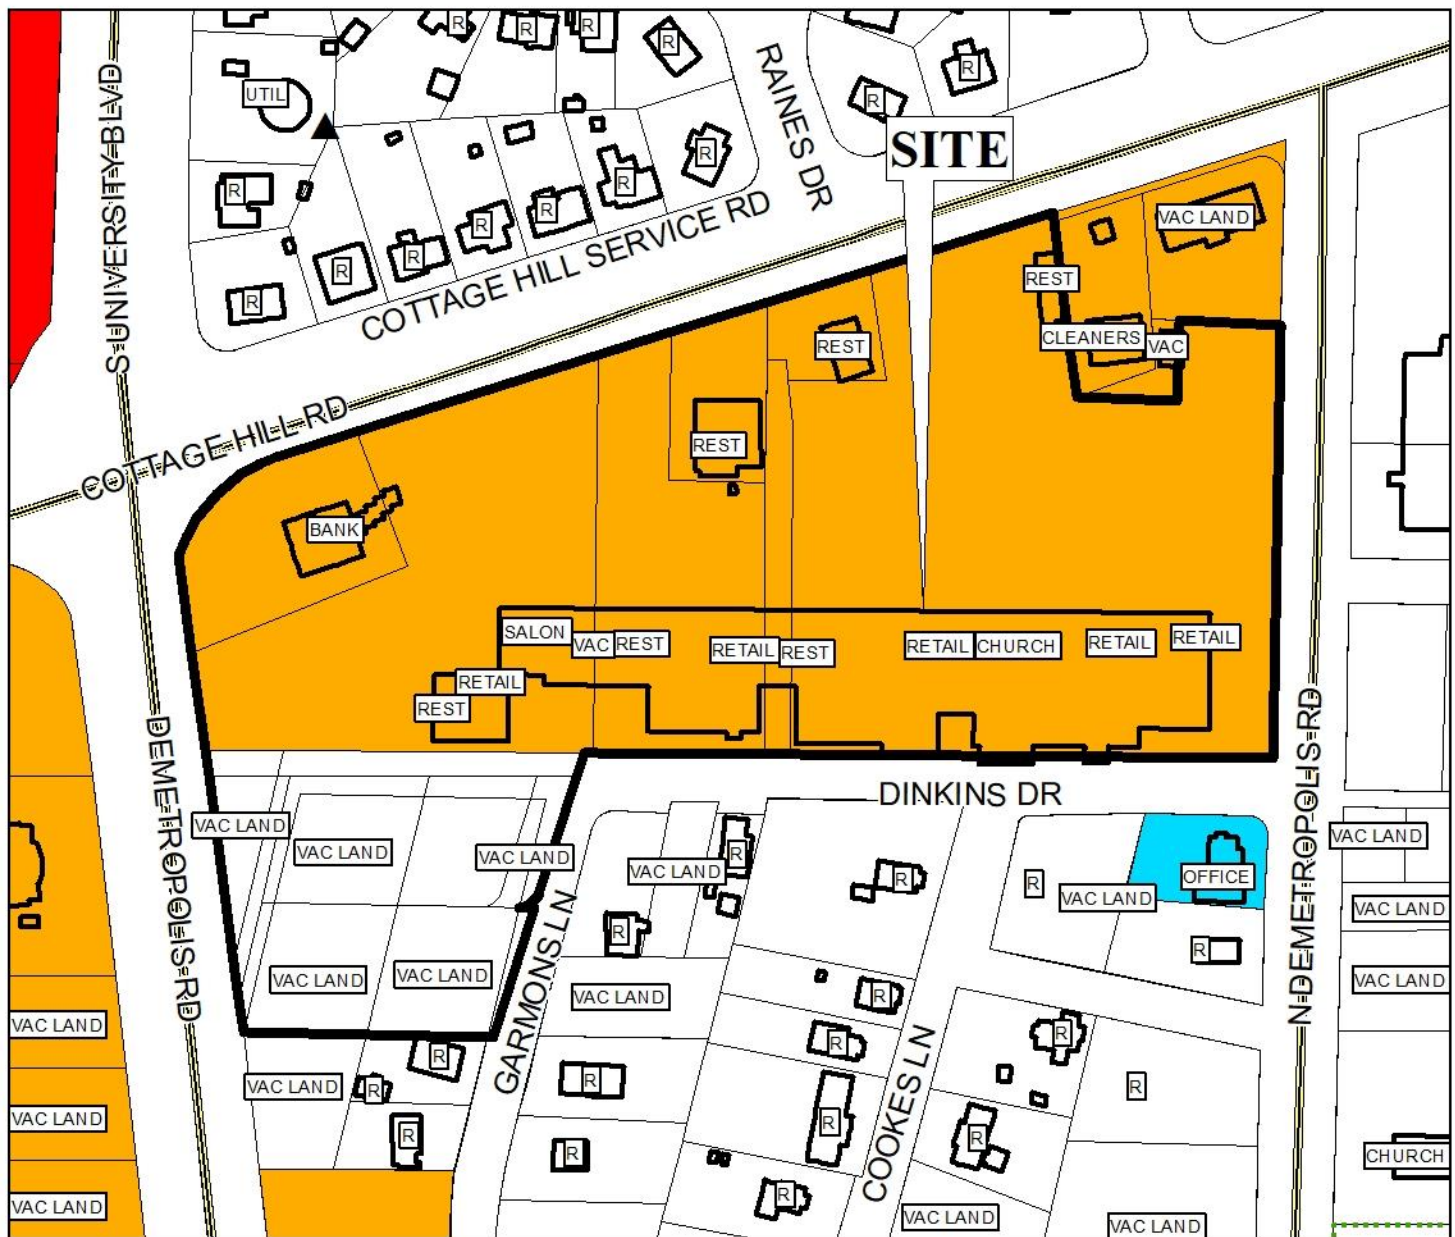 R
R
R
R
RAINES DR
R
S UNIVERSITY BLVD
UTIL
R
SITE
R
R
R
R
R
R
R
R
COTTAGE HILL SERVICE RD
VAC LAND
REST
CLEANERS
VAC
REST
REST
COTTAGE HILL RD
BANK
SALON
VAC
REST
RETAIL
REST
RETAIL
CHURCH
RETAIL
RETAIL
RETAIL
REST
DEMETROPOLIS RD
N DEMETROPOLIS RD
DINKINS DR
VAC LAND
VAC LAND
VAC LAND
VAC LAND
R
R
R
VAC LAND
OFFICE
VAC LAND
VAC LAND
R
R
VAC LAND
VAC LAND
VAC LAND
VAC LAND
R
GARMONS LN
VAC LAND
R
R
COOKES LN
VAC LAND
R
VAC LAND
R
R
R
R
VAC LAND
R
R
R
R
CHURCH
VAC LAND
R
VAC LAND
VAC LAND